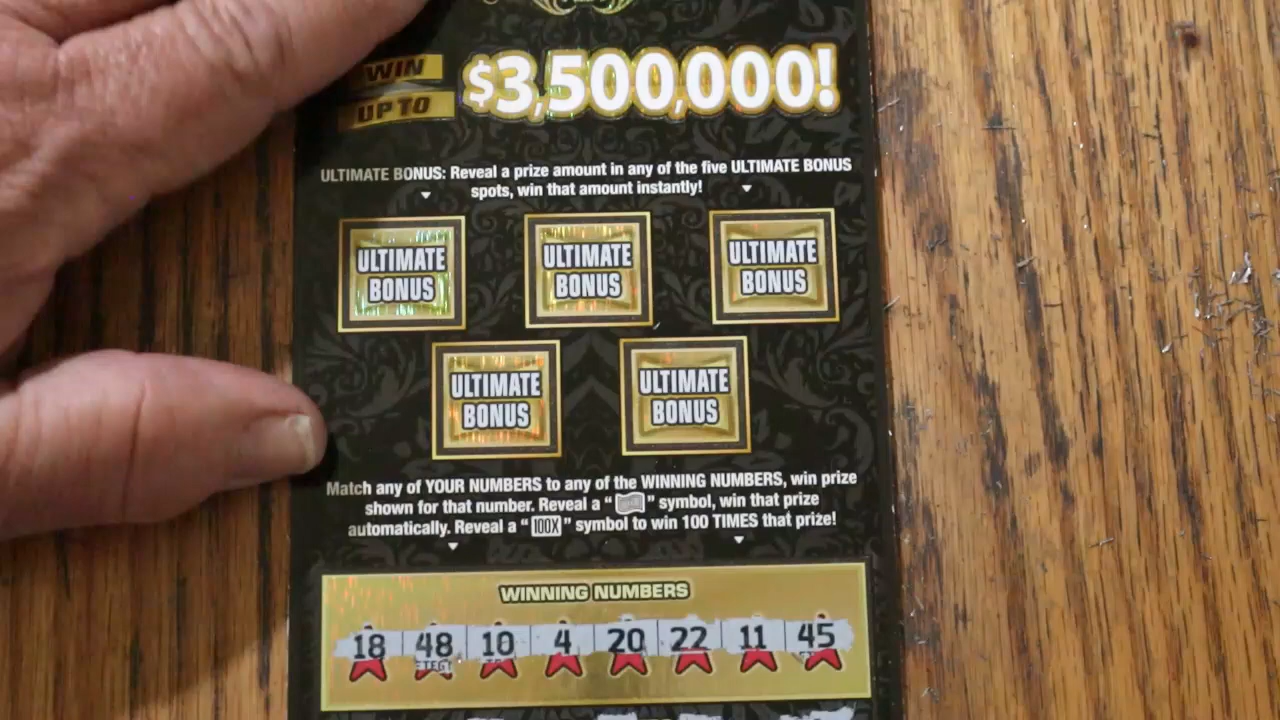 WIN
UP TO
$3,500,000!
ULTIMATE BONUS: Reveal a prize amount in any of the five ULTIMATE BONUS
spots, win that amount instantly!
ULTIMATE
BONUS
ULTIMATE
BONUS
ULTIMATE
BONUS
ULTIMATE
BONUS
ULTIMATE
BONUS
Match any of YOUR NUMBERS to any of the WINNING NUMBERS, win prize
shown for that number. Reveal a " " symbol, win that prize
automatically. Reveal a "100X" symbol to win 100 TIMES that prize!
WINNING NUMBERS
18 48 10 4 20 22 11 45